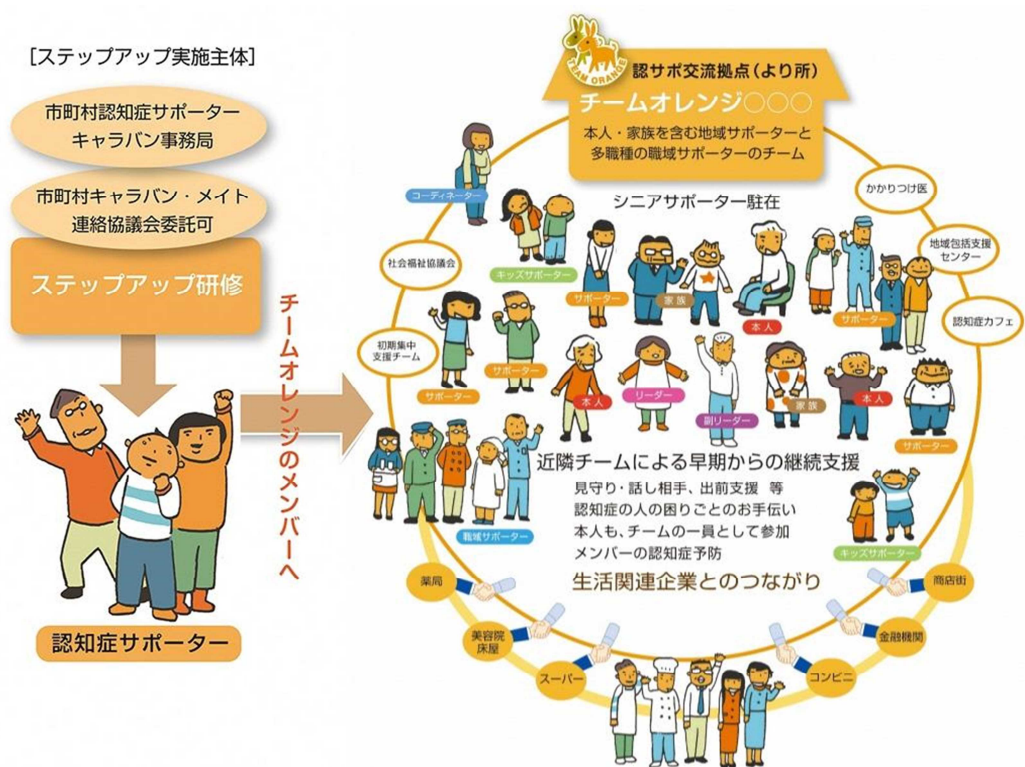 ［ステップアップ実施主体］
市町村認知症サポーター
キャラバン事務局
市町村キャラバン・メイト
連絡協議会委託可
ステップアップ研修
認知症サポーター
チームオレンジのメンバーへ
TEAM ORANGE
認サポ交流拠点（より所）
チームオレンジ○○○
本人・家族を含む地域サポーターと
多職種の職域サポーターのチーム
シニアサポーター駐在
コーディネーター
かかりつけ医
社会福祉協議会
地域包括支援
センター
キッズサポーター
サポーター
家族
本人
サポーター
認知症カフェ
初期集中
支援チーム
サポーター
サポーター
本人
リーダー
副リーダー
家族
本人
サポーター
近隣チームによる早期からの継続支援
見守り・話し相手、出前支援 等
認知症の人の困りごとのお手伝い
本人も、チームの一員として参加
メンバーの認知症予防
職域サポーター
キッズサポーター
生活関連企業とのつながり
薬局
商店街
美容院
床屋
金融機関
スーパー
コンビニ